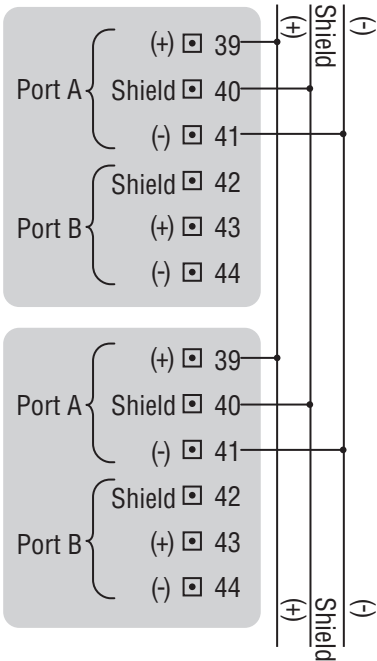 (+) Shield (-)
(+) 39
Port A Shield 40
(-) 41
Shield 42
Port B (+) 43
(-) 44
(+) 39
Port A Shield 40
(-) 41
Shield 42
Port B (+) 43
(-) 44
(+) Shield (-)